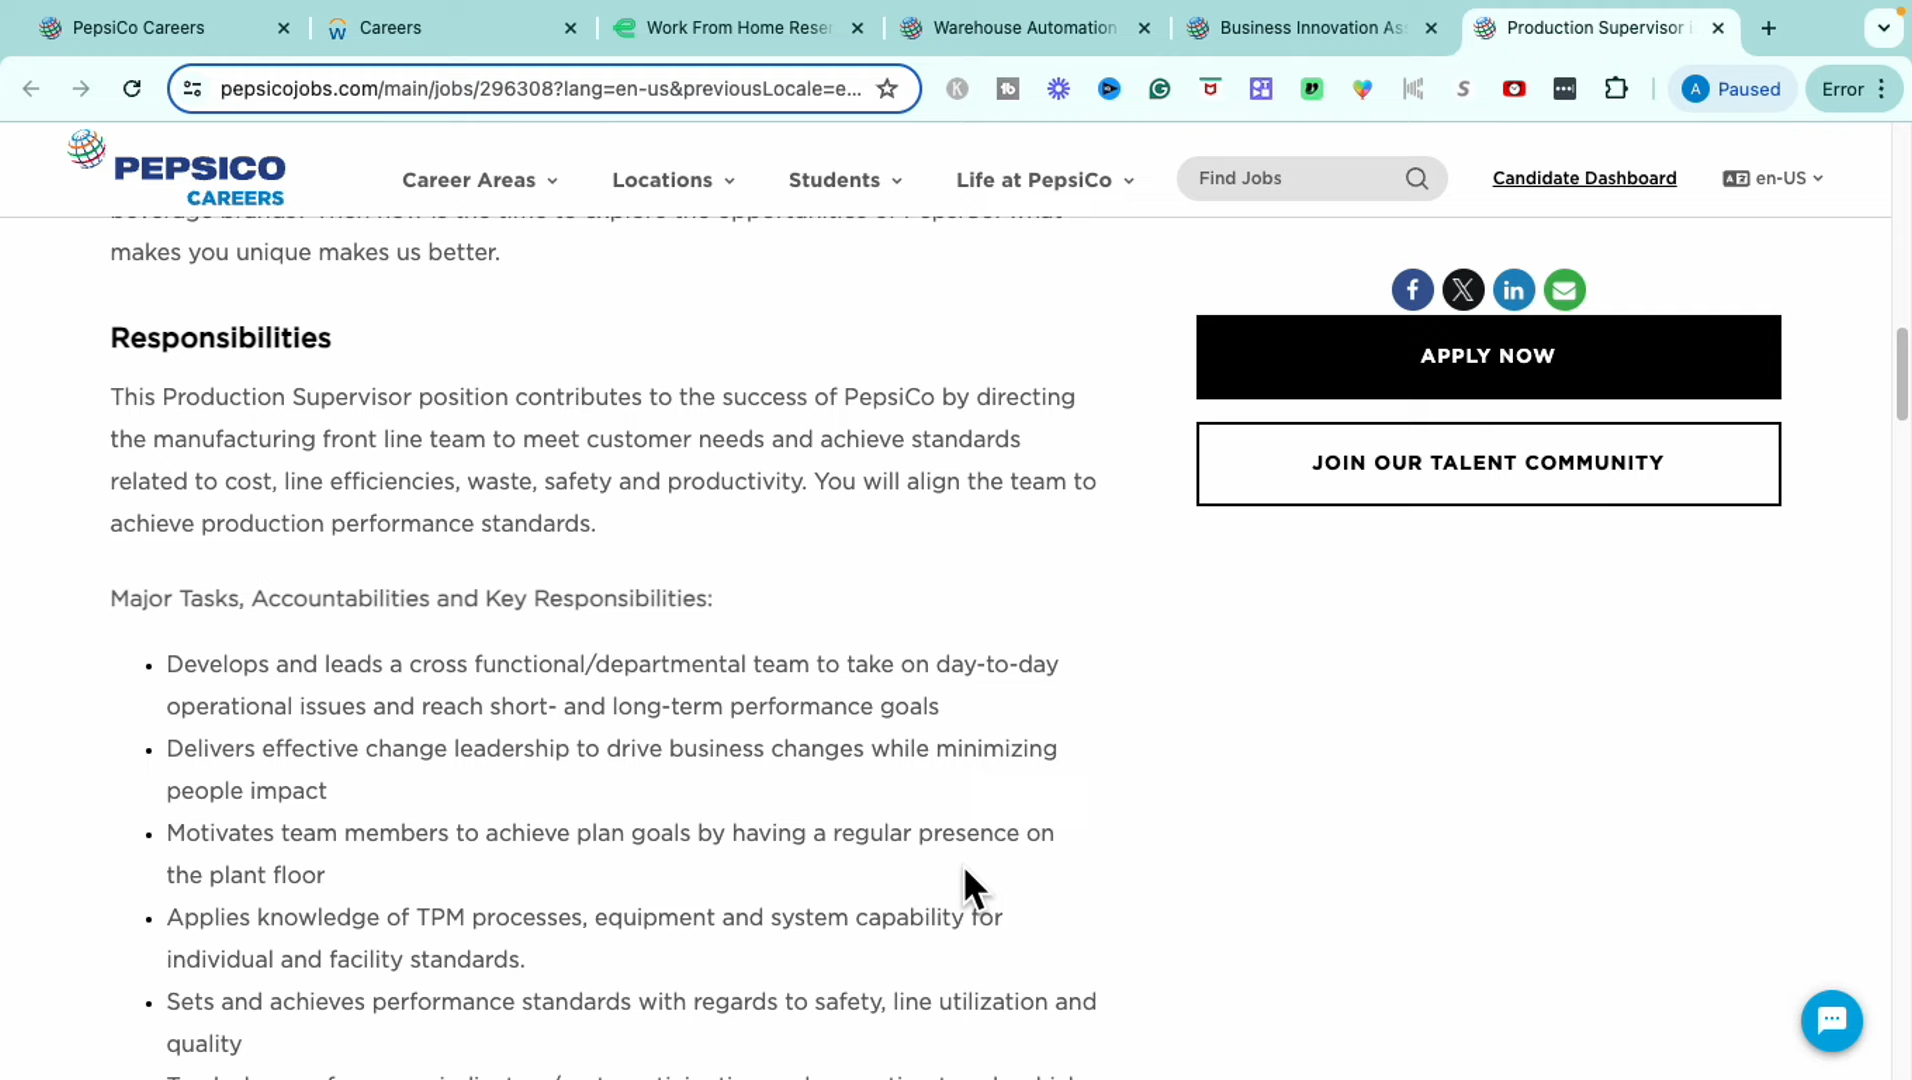 PepsiCo Careers
Careers
Work From Home Reser
Warehouse Automation
Business Innovation As
Production Supervisor i
pepsicojobs.com/main/jobs/296308?lang=en-us&previousLocale=e...
A Paused
Error
PEPSICO
CAREERS
Career Areas
Locations
Students
Life at PepsiCo
Find Jobs
Candidate Dashboard
en-US
makes you unique makes us better.
Responsibilities
This Production Supervisor position contributes to the success of PepsiCo by directing
the manufacturing front line team to meet customer needs and achieve standards
related to cost, line efficiencies, waste, safety and productivity. You will align the team to
achieve production performance standards.
Major Tasks, Accountabilities and Key Responsibilities:
• Develops and leads a cross functional/departmental team to take on day-to-day
operational issues and reach short- and long-term performance goals
• Delivers effective change leadership to drive business changes while minimizing
people impact
• Motivates team members to achieve plan goals by having a regular presence on
the plant floor
• Applies knowledge of TPM processes, equipment and system capability for
individual and facility standards.
• Sets and achieves performance standards with regards to safety, line utilization and
quality
APPLY NOW
JOIN OUR TALENT COMMUNITY